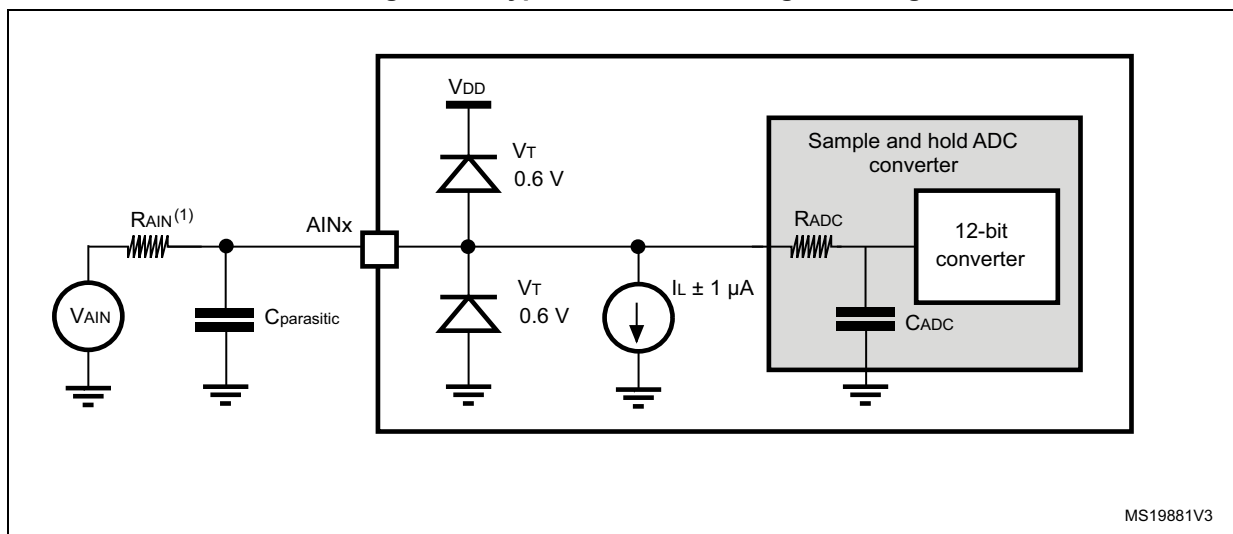 VDD
VT
0.6 V
Sample and hold ADC
converter
RAIN(1)
AINx
RADC
12-bit
converter
VAIN
Cparasitic
VT
0.6 V
IL ± 1 µA
CADC
MS19881V3